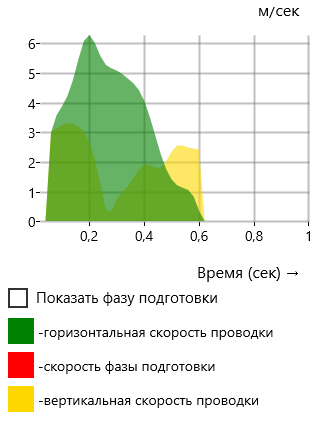 м/сек
6-
5-
4-
3-
2-
1-
0-
0,2 0,4 0,6 0,8 1
Время (сек) →
Показать фазу подготовки
-горизонтальная скорость проводки
-скорость фазы подготовки
-вертикальная скорость проводки